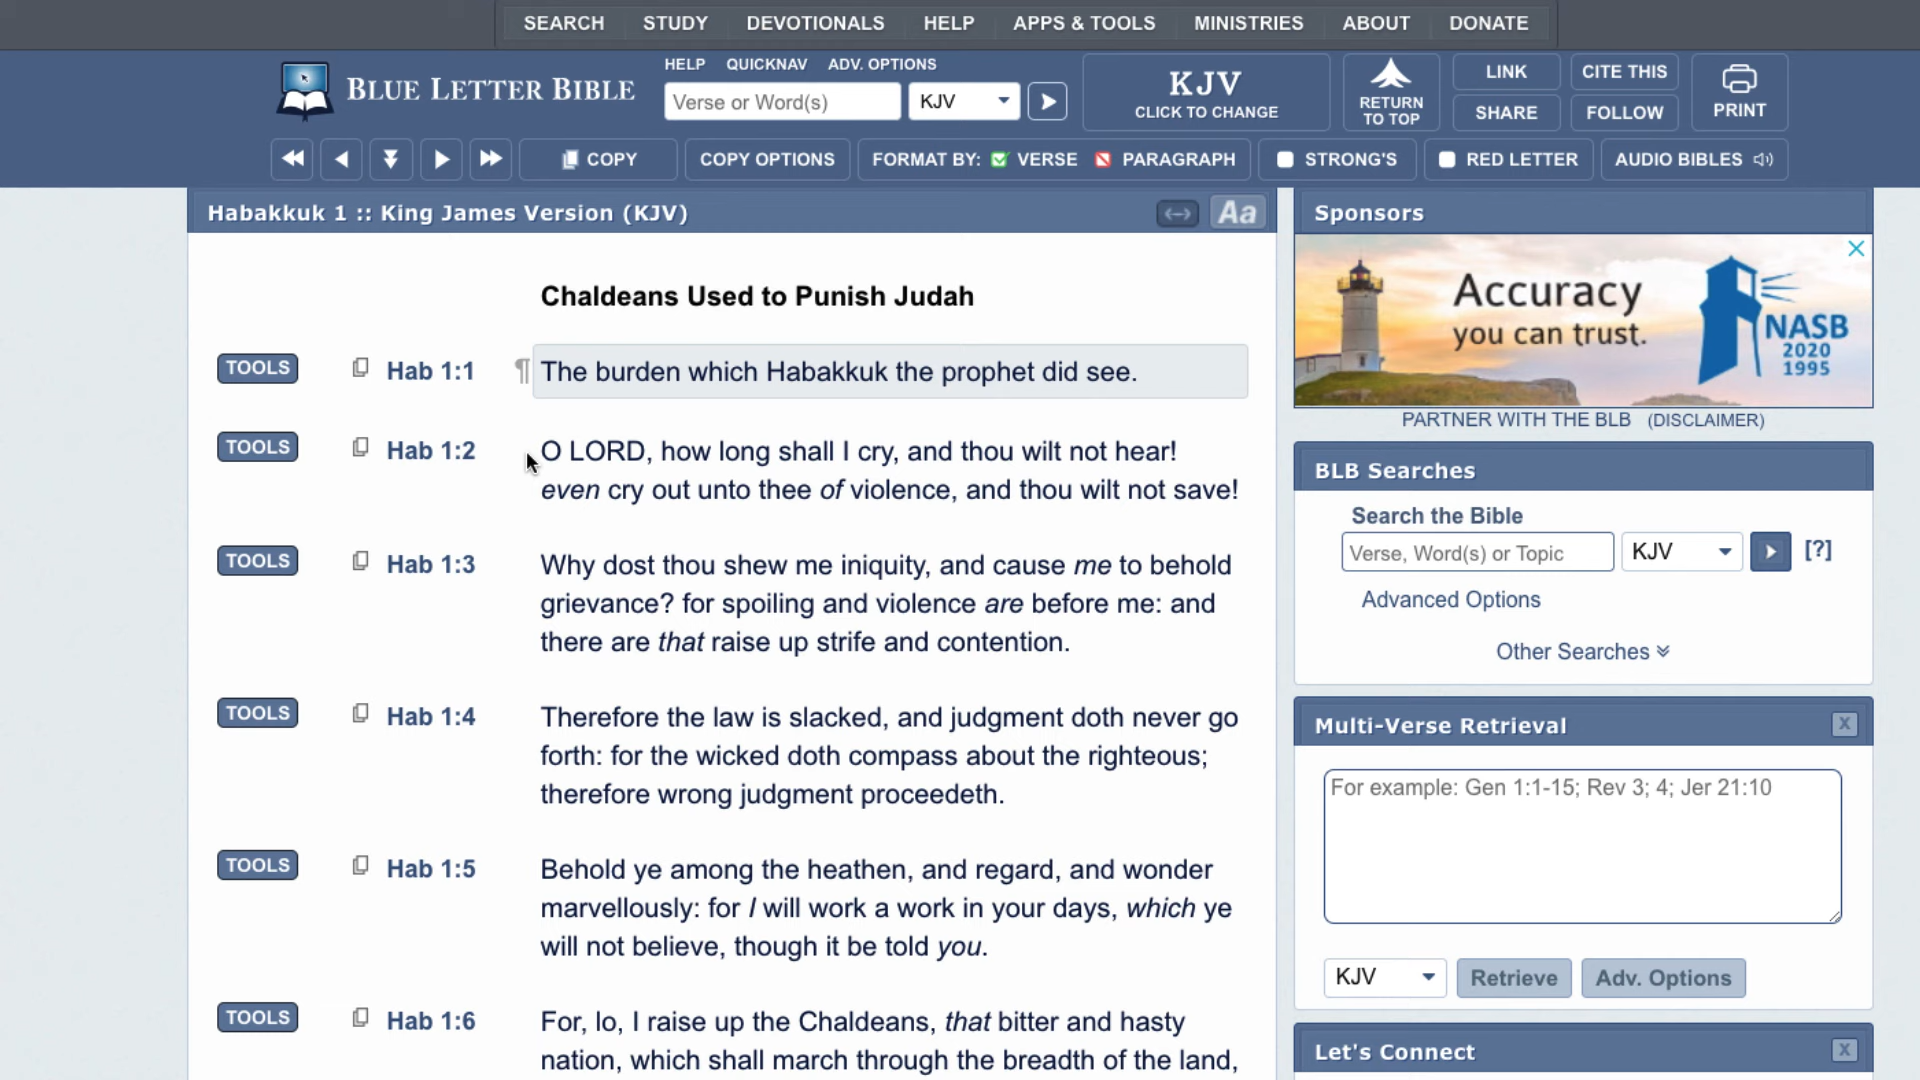 SEARCH STUDY DEVOTIONALS HELP APPS & TOOLS MINISTRIES ABOUT DONATE
BLUE LETTER BIBLE
HELP QUICKNAV ADV. OPTIONS
Verse or Word(s) KJV
KJV
CLICK TO CHANGE
RETURN
TO TOP
LINK CITE THIS
SHARE FOLLOW
PRINT
COPY COPY OPTIONS FORMAT BY: VERSE PARAGRAPH STRONG'S RED LETTER AUDIO BIBLES
Habakkuk 1 :: King James Version (KJV) Aa
Chaldeans Used to Punish Judah
TOOLS Hab 1:1 ¶ The burden which Habakkuk the prophet did see.
TOOLS Hab 1:2 O LORD, how long shall I cry, and thou wilt not hear!
even cry out unto thee of violence, and thou wilt not save!
TOOLS Hab 1:3 Why dost thou shew me iniquity, and cause me to behold
grievance? for spoiling and violence are before me: and
there are that raise up strife and contention.
TOOLS Hab 1:4 Therefore the law is slacked, and judgment doth never go
forth: for the wicked doth compass about the righteous;
therefore wrong judgment proceedeth.
TOOLS Hab 1:5 Behold ye among the heathen, and regard, and wonder
marvellously: for I will work a work in your days, which ye
will not believe, though it be told you.
TOOLS Hab 1:6 For, lo, I raise up the Chaldeans, that bitter and hasty
nation, which shall march through the breadth of the land,
Sponsors
Accuracy
you can trust.
NASB
2020
1995
PARTNER WITH THE BLB (DISCLAIMER)
BLB Searches
Search the Bible
Verse, Word(s) or Topic KJV [?]
Advanced Options
Other Searches
Multi-Verse Retrieval X
For example: Gen 1:1-15; Rev 3; 4; Jer 21:10
KJV Retrieve Adv. Options
Let's Connect X